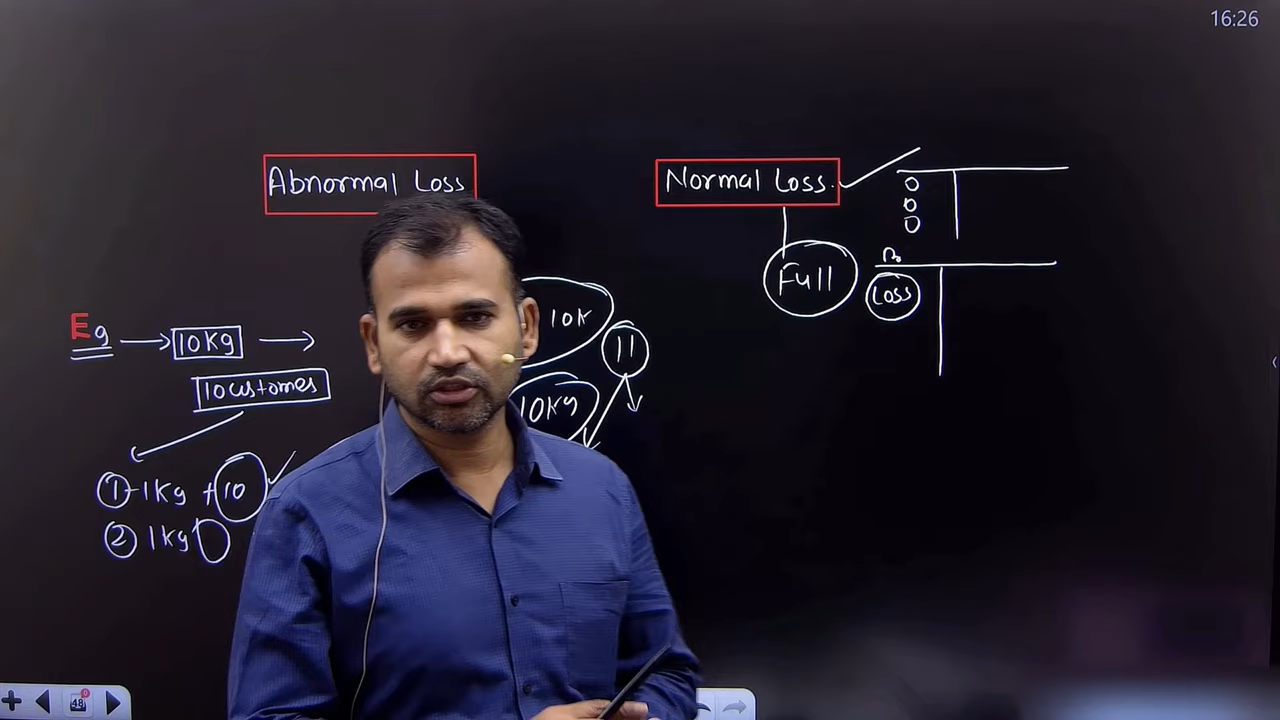 16:26
Abnormal Loss
Normal Loss.
Full
Loss
Eg
10Kg
10K
11
10customes
10Kg
① -1Kg + 10
② 1Kg
48